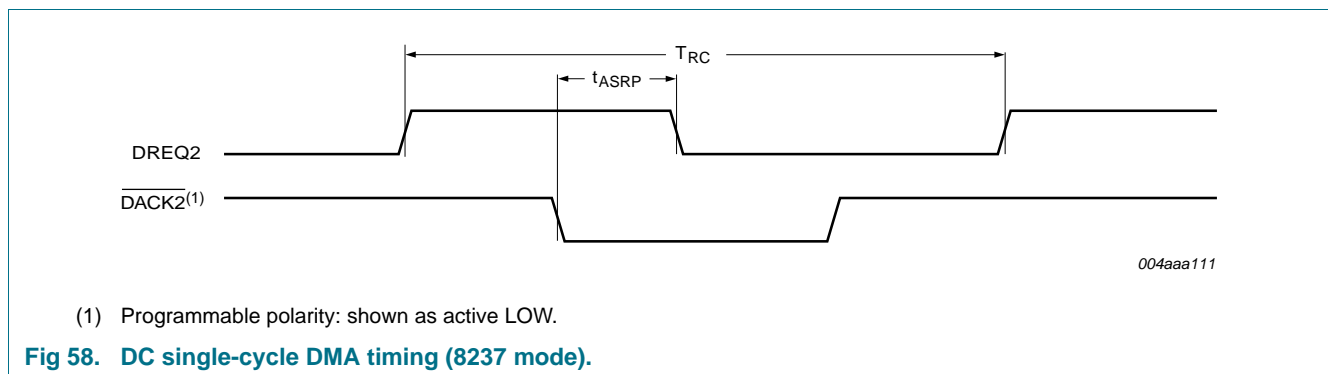 T_RC
t_ASRP
DREQ2
DACK2(1)
004aaa111
(1) Programmable polarity: shown as active LOW.
Fig 58. DC single-cycle DMA timing (8237 mode).